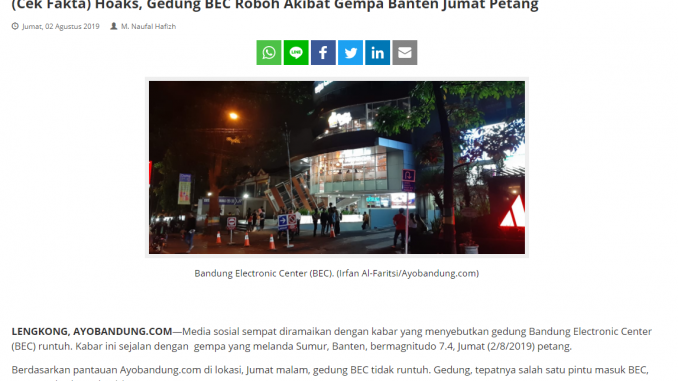 (Cek Fakta) Hoaks, Gedung BEC Roboh Akibat Gempa Banten Jumat Petang
Jumat, 02 Agustus 2019 M. Naufal Hafizh
Bandung Electronic Center (BEC). (Irfan Al-Faritsi/Ayobandung.com)
LENGKONG, AYOBANDUNG.COM—Media sosial sempat diramaikan dengan kabar yang menyebutkan gedung Bandung Electronic Center
(BEC) runtuh. Kabar ini sejalan dengan gempa yang melanda Sumur, Banten, bermagnitudo 7.4, Jumat (2/8/2019) petang.
Berdasarkan pantauan Ayobandung.com di lokasi, Jumat malam, gedung BEC tidak runtuh. Gedung, tepatnya salah satu pintu masuk BEC,